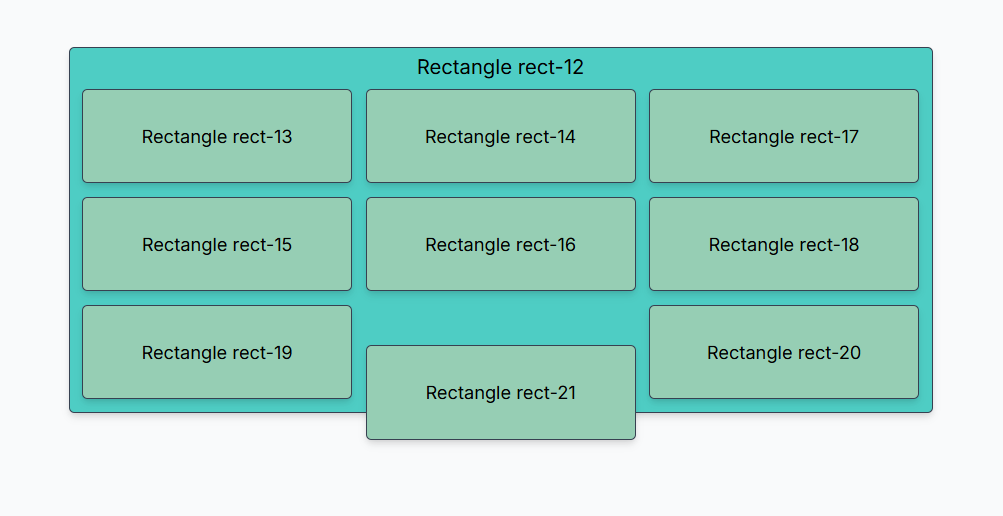 Rectangle rect-12
Rectangle rect-13
Rectangle rect-14
Rectangle rect-17
Rectangle rect-15
Rectangle rect-16
Rectangle rect-18
Rectangle rect-19
Rectangle rect-20
Rectangle rect-21